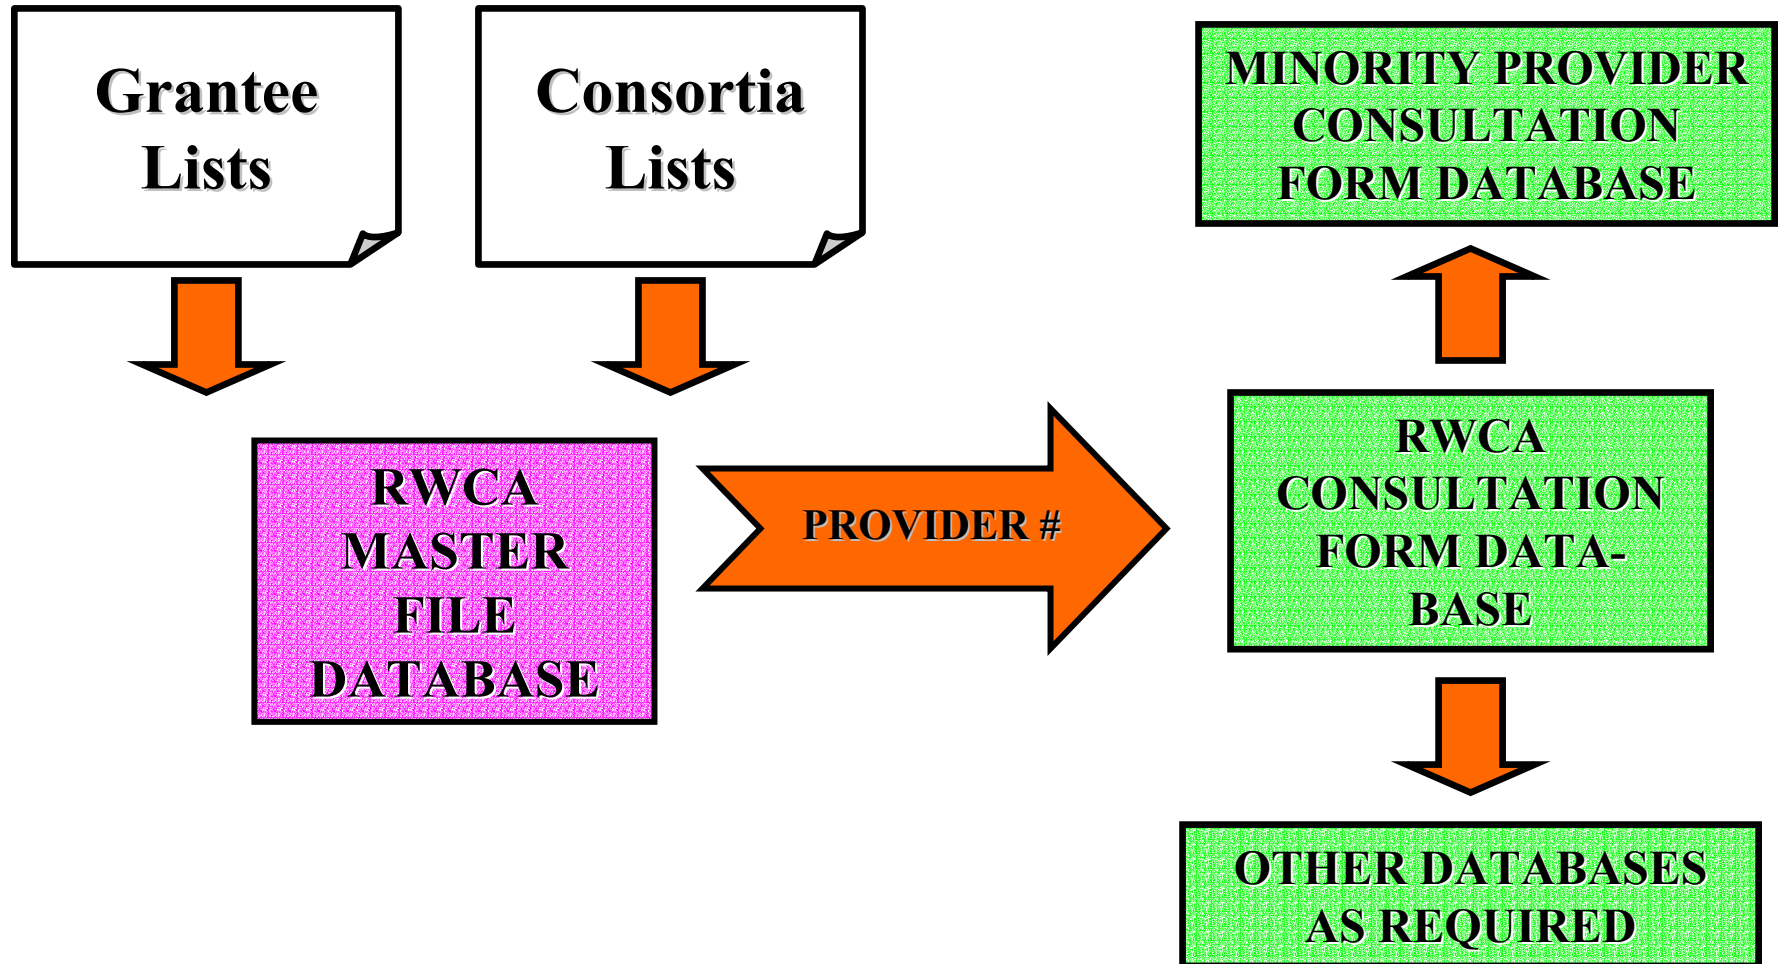 Grantee
Lists
Consortia
Lists
MINORITY PROVIDER
CONSULTATION
FORM DATABASE
RWCA
MASTER
FILE
DATABASE
PROVIDER #
RWCA
CONSULTATION
FORM DATA-
BASE
OTHER DATABASES
AS REQUIRED